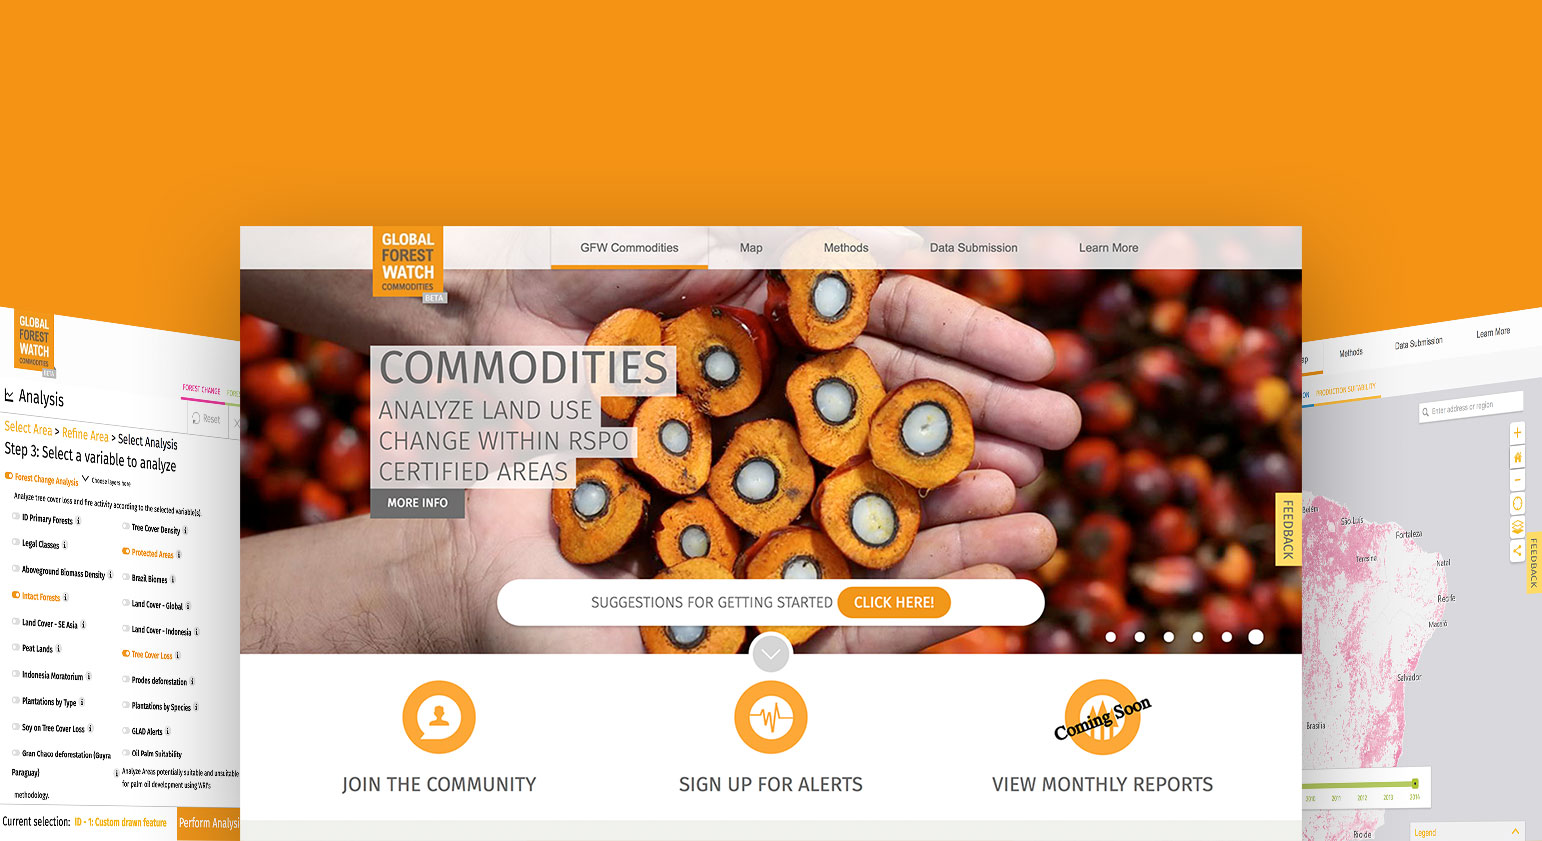 GLOBAL
FOREST
WATCH
COMMODITIES
BETA
GFW Commodities
Map
Methods
Data Submission
Learn More
COMMODITIES
ANALYZE LAND USE
CHANGE WITHIN RSPO
CERTIFIED AREAS
MORE INFO
FEEDBACK
SUGGESTIONS FOR GETTING STARTED CLICK HERE!
Coming Soon
JOIN THE COMMUNITY
SIGN UP FOR ALERTS
VIEW MONTHLY REPORTS
GLOBAL
FOREST
WATCH
COMMODITIES
BETA
Analysis
FOREST CHANGE
Reset
Select Area > Refine Area > Select Analysis
Step 3: Select a variable to analyze
Forest Change Analysis
Choose layers here
Analyze tree cover loss and fire activity according to the selected variable(s).
ID Primary Forests
Tree Cover Density
Legal Classes
Protected Areas
Aboveground Biomass Density
Brazil Biomes
Intact Forests
Land Cover - Global
Land Cover - SE Asia
Land Cover - Indonesia
Peat Lands
Tree Cover Loss
Indonesia Moratorium
Prodes deforestation
Plantations by Type
Plantations by Species
Soy on Tree Cover Loss
GLAD Alerts
Gran Chaco deforestation (Guyra
Paraguay)
Oil Palm Suitability
Analyze Areas potentially suitable and unsuitable
for palm oil development using WRI's
methodology.
Current selection: ID - 1: Custom drawn feature
Perform Analysi
Methods
Data Submission
Learn More
PRODUCTION SUITABILITY
Enter address or region
FEEDBACK
Belém
São Luís
Fortaleza
Teresina
Natal
Recife
Maceió
Salvador
Brasília
2010 2011 2012 2013 2014
Rio de
Legend